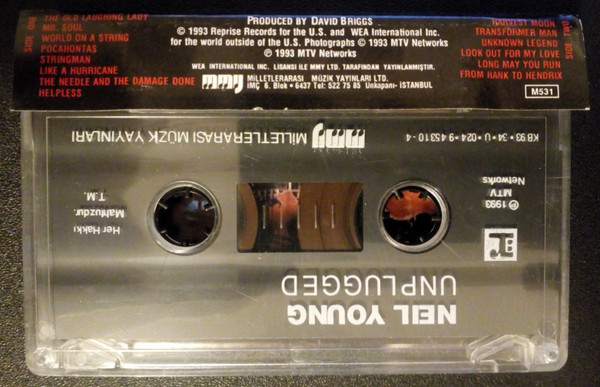 SIDE ONE
THE OLD LAUGHING LADY
MR. SOUL
WORLD ON A STRING
POCAHONTAS
STRINGMAN
LIKE A HURRICANE
THE NEEDLE AND THE DAMAGE DONE
HELPLESS
PRODUCED BY DAVID BRIGGS
© 1993 Reprise Records for the U.S. and WEA International Inc.
for the world outside of the U.S. Photographs © 1993 MTV Networks
℗ 1993 MTV Networks
WEA INTERNATIONAL INC. LISANSI ILE MMY LTD. TARAFINDAN YAYINLANMIŞTIR.
mmy MİLLETLERARASI MÜZİK YAYINLARI LTD.
İMÇ 6. Blok • 6437 Tel: 522 75 85 Unkapanı- İSTANBUL
SIDE TWO
HARVEST MOON
TRANSFORMER MAN
UNKNOWN LEGEND
LOOK OUT FOR MY LOVE
LONG MAY YOU RUN
FROM HANK TO HENDRIX
M531
NEIL YOUNG
UNPLUGGED
℗ 1993
MTV
Networks
Her Hakkı
Mahfuzdur.
T.M.
KB 93 • 34 • U • 024 • 9 45310 - 4
mmy MİLLETLERARASI MÜZİK YAYINLARI